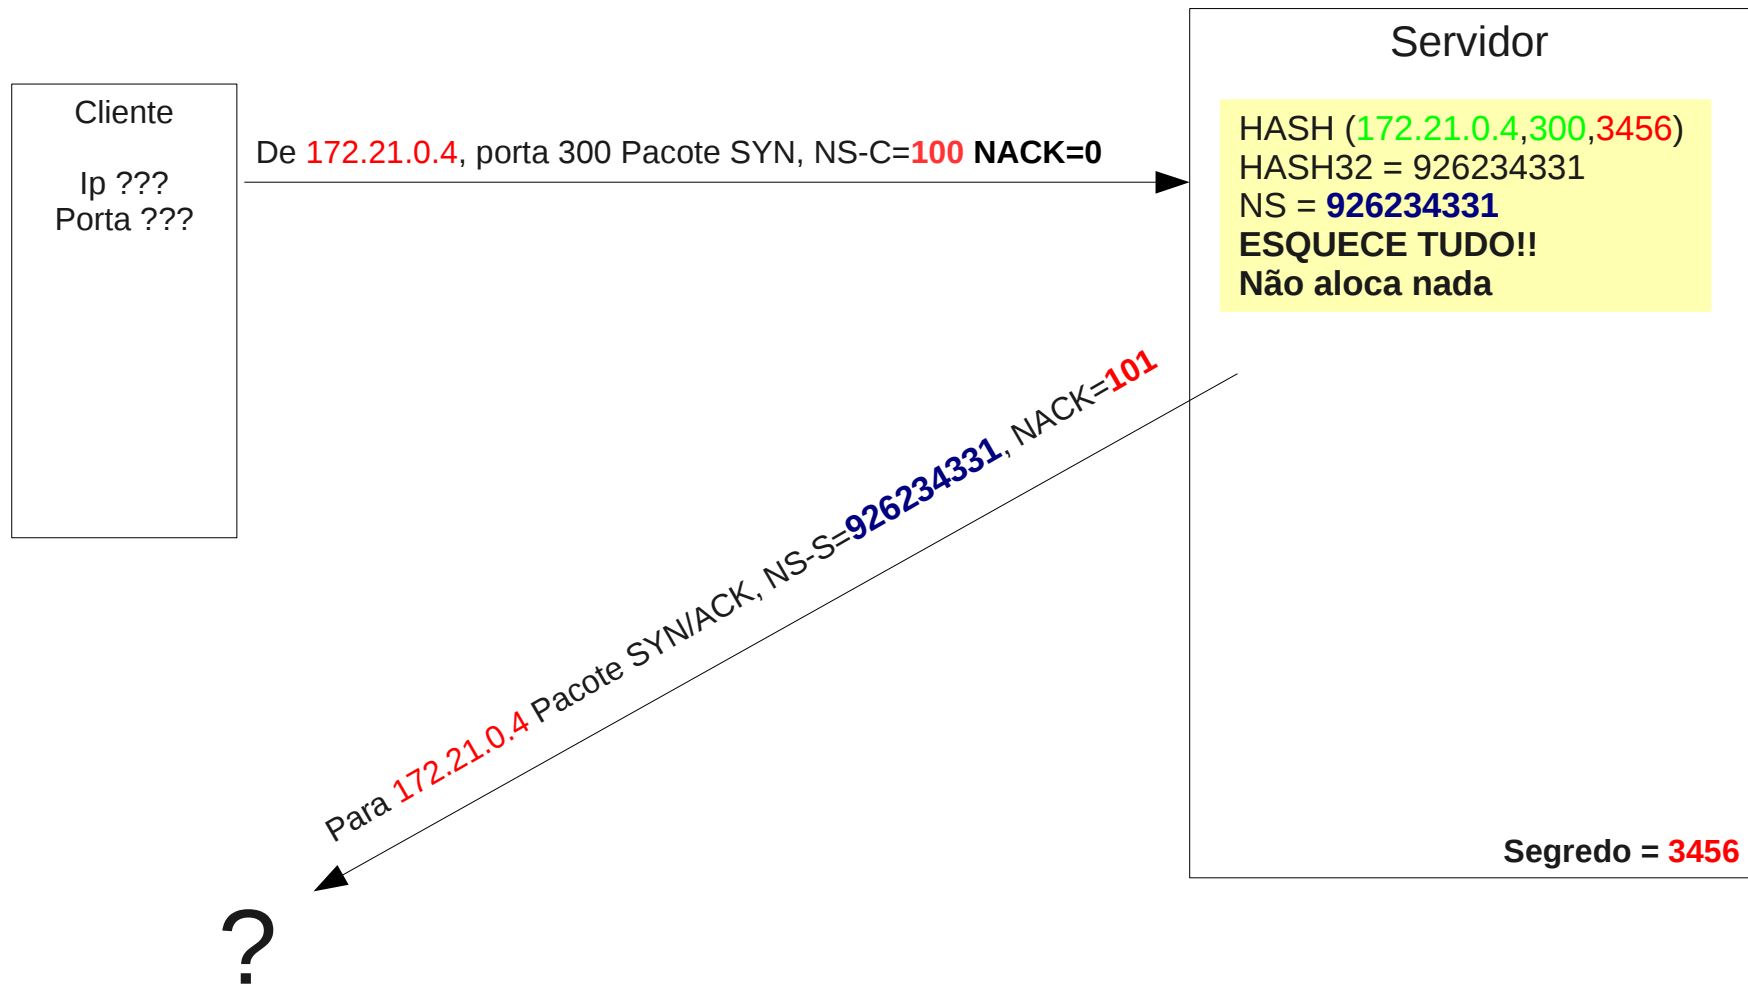 Servidor
Cliente
Ip ???
Porta ???
De 172.21.0.4, porta 300 Pacote SYN, NS-C=100 NACK=0
HASH (172.21.0.4,300,3456)
HASH32 = 926234331
NS = 926234331
ESQUECE TUDO!!
Não aloca nada
Para 172.21.0.4 Pacote SYN/ACK, NS-S=926234331, NACK=101
Segredo = 3456
?